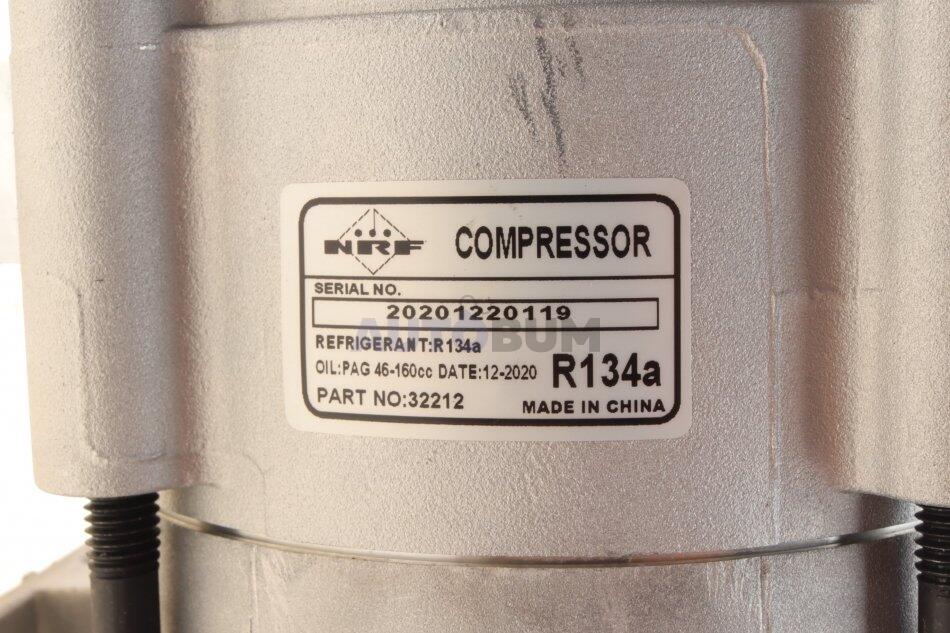 NRF COMPRESSOR
SERIAL NO.
20201220119
AUTOBUM
REFRIGERANT:R134a
OIL:PAG 46-160cc DATE:12-2020 R134a
PART NO:32212 MADE IN CHINA